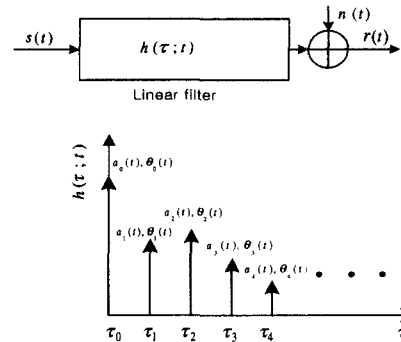 n(t)
s(t)
h(τ;t)
r(t)
Linear filter
h(τ;t)
a₀(t),θ₀(t)
a₁(t),θ₁(t)
a₂(t),θ₂(t)
a₃(t),θ₃(t)
a₄(t),θ₄(t)
• • •
τ₀ τ₁ τ₂ τ₃ τ₄ τ